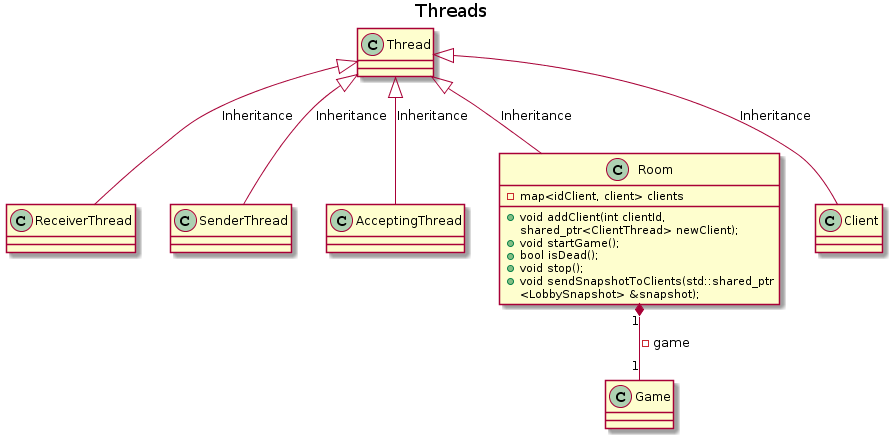 Threads
C Thread
Inheritance
Inheritance
Inheritance
Inheritance
Inheritance
C ReceiverThread
C SenderThread
C AcceptingThread
C Room
map<idClient, client> clients
void addClient(int clientId,
shared_ptr<ClientThread> newClient);
void startGame();
bool isDead();
void stop();
void sendSnapshotToClients(std::shared_ptr
<LobbySnapshot> &snapshot);
C Client
1
game
1
C Game